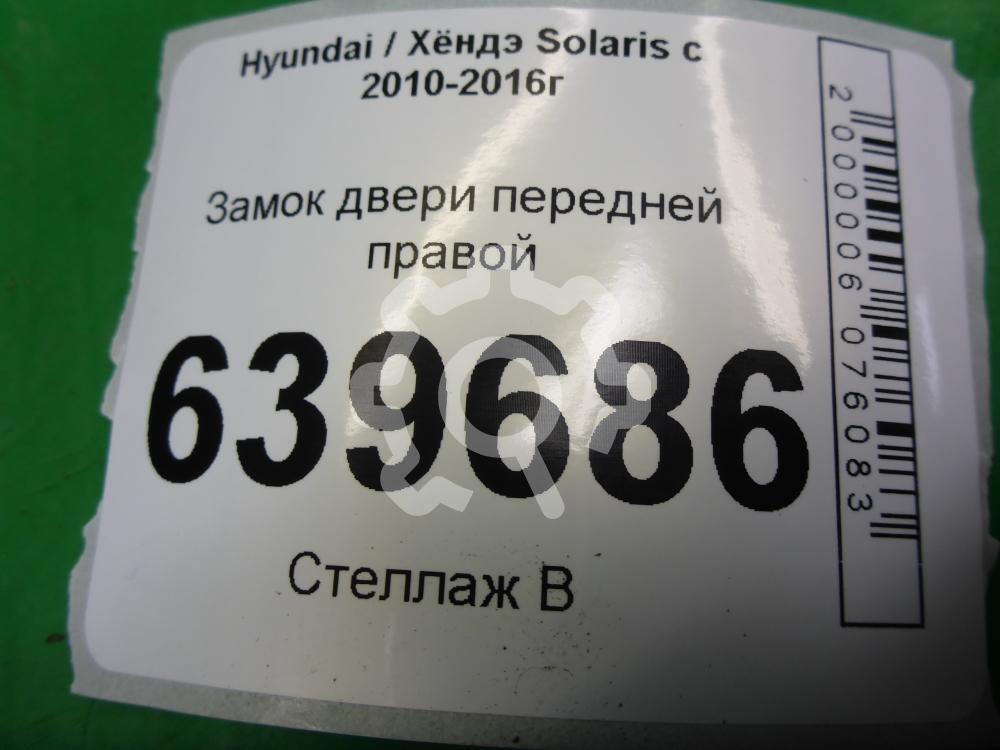 Hyundai / Хёндэ Solaris с
2010-2016г
Замок двери передней
правой
639686
Стеллаж В
2000006076083